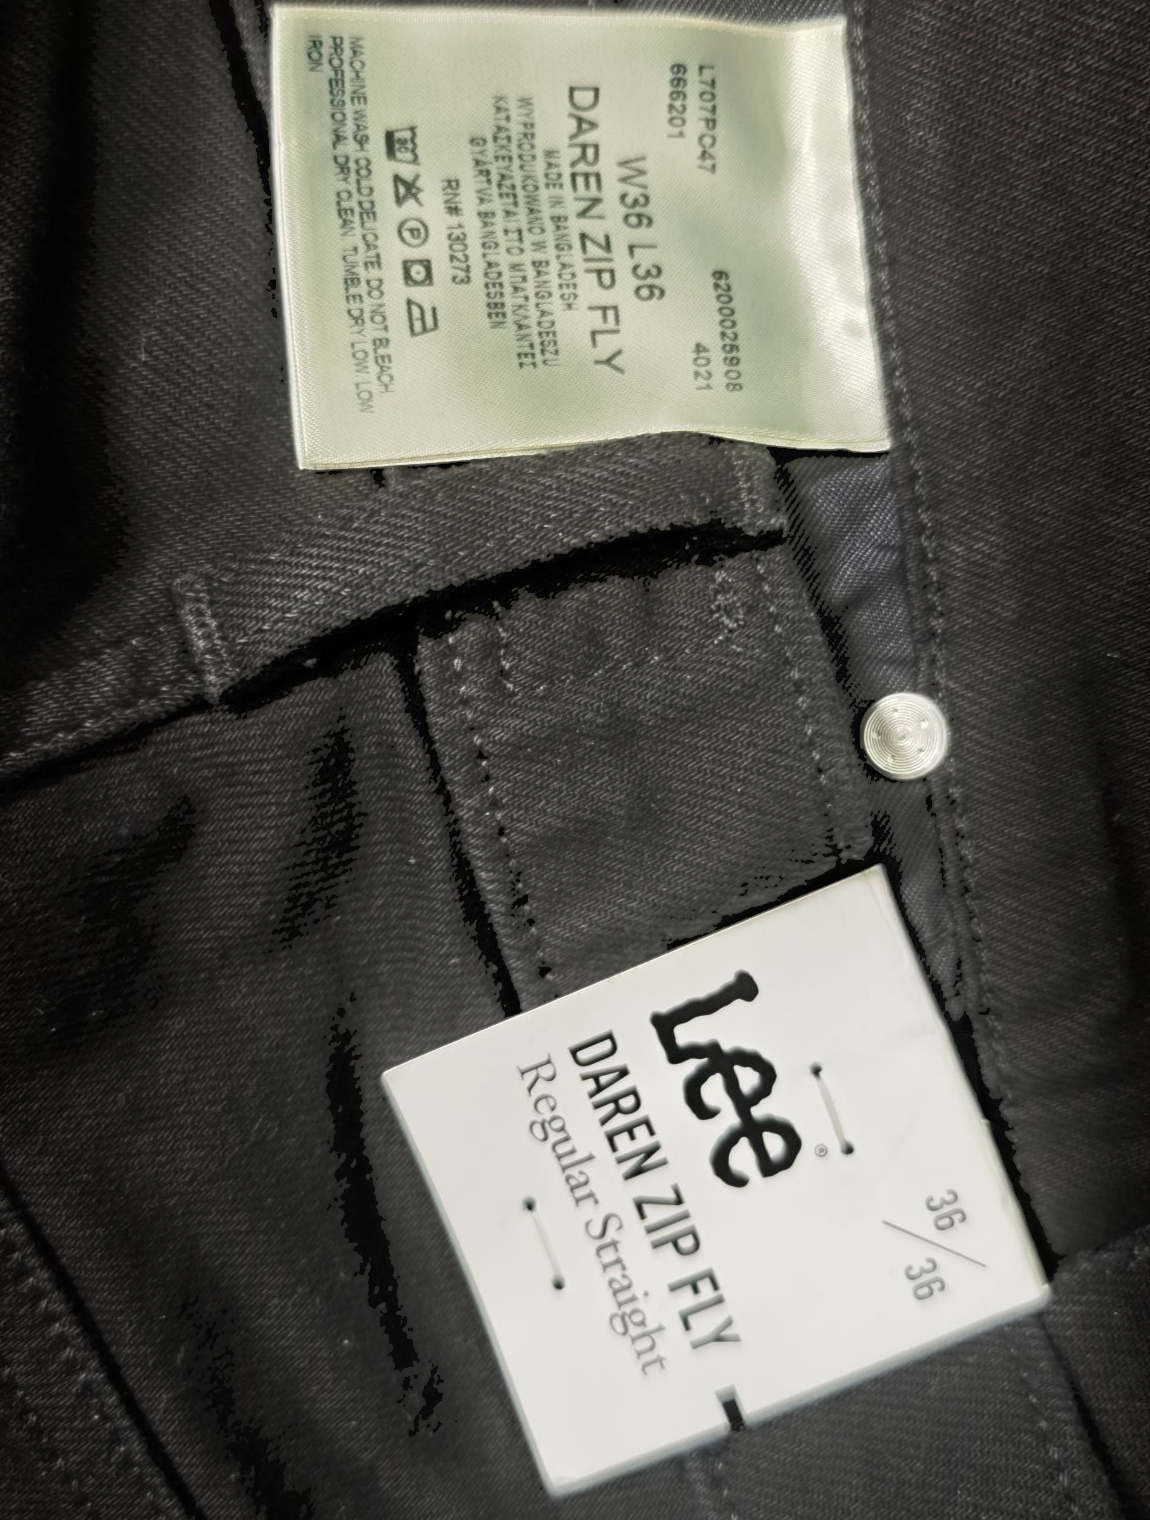 L707PC47 6200025908
666201 4021
W36 L36
DAREN ZIP FLY
MADE IN BANGLADESH
WYPRODUKOWANO W BANGLADESZU
ΚΑΤΑΣΚΕΥΑΖΕΤΑΙ ΣΤΟ ΜΠΑΓΚΛΑΝΤΕΣ
GYÁRTVA BANGLADESBEN
RN# 130273
30 P
MACHINE WASH COLD DELICATE. DO NOT BLEACH.
PROFESSIONAL DRY CLEAN. TUMBLE DRY LOW. LOW
IRON
36
36
Lee®
DAREN ZIP FLY
Regular Straight